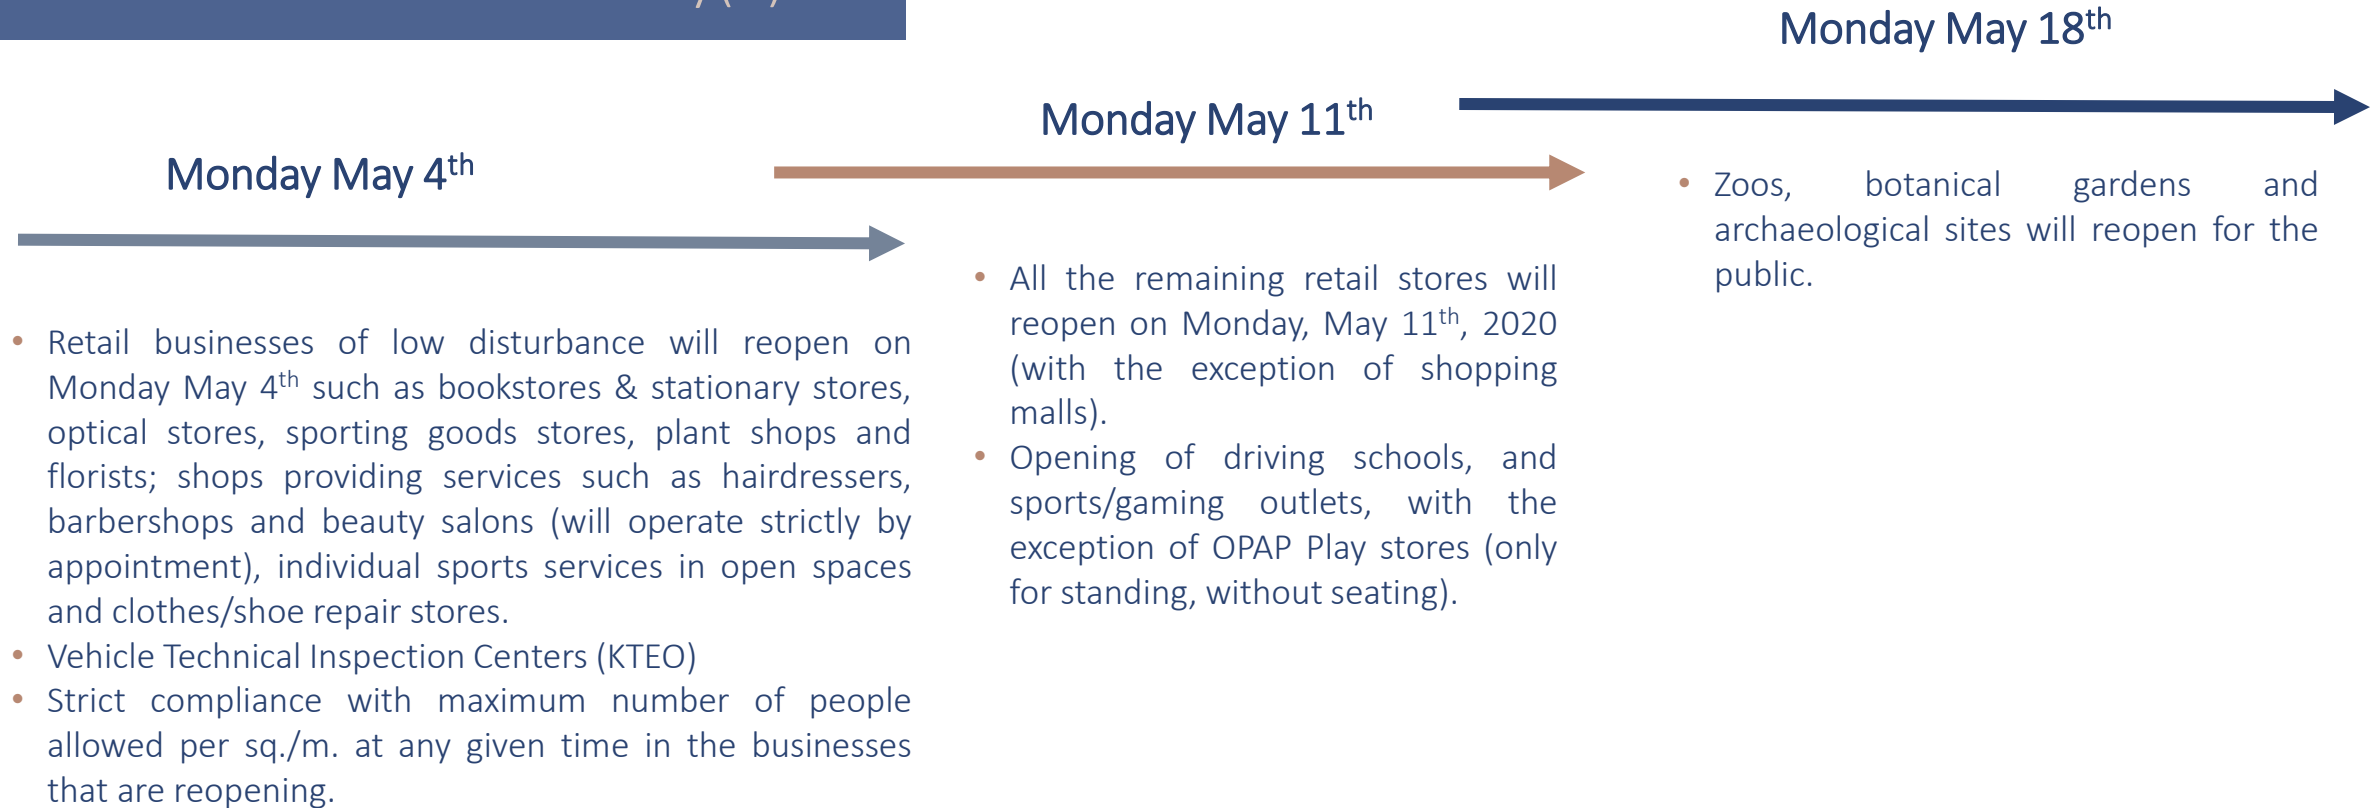 Monday May 4th
• Retail businesses of low disturbance will reopen on
Monday May 4th such as bookstores & stationary stores,
optical stores, sporting goods stores, plant shops and
florists; shops providing services such as hairdressers,
barbershops and beauty salons (will operate strictly by
appointment), individual sports services in open spaces
and clothes/shoe repair stores.
• Vehicle Technical Inspection Centers (KTEO)
• Strict compliance with maximum number of people
allowed per sq./m. at any given time in the businesses
that are reopening.
Monday May 11th
• All the remaining retail stores will
reopen on Monday, May 11th, 2020
(with the exception of shopping
malls).
• Opening of driving schools, and
sports/gaming outlets, with the
exception of OPAP Play stores (only
for standing, without seating).
Monday May 18th
• Zoos, botanical gardens and
archaeological sites will reopen for the
public.